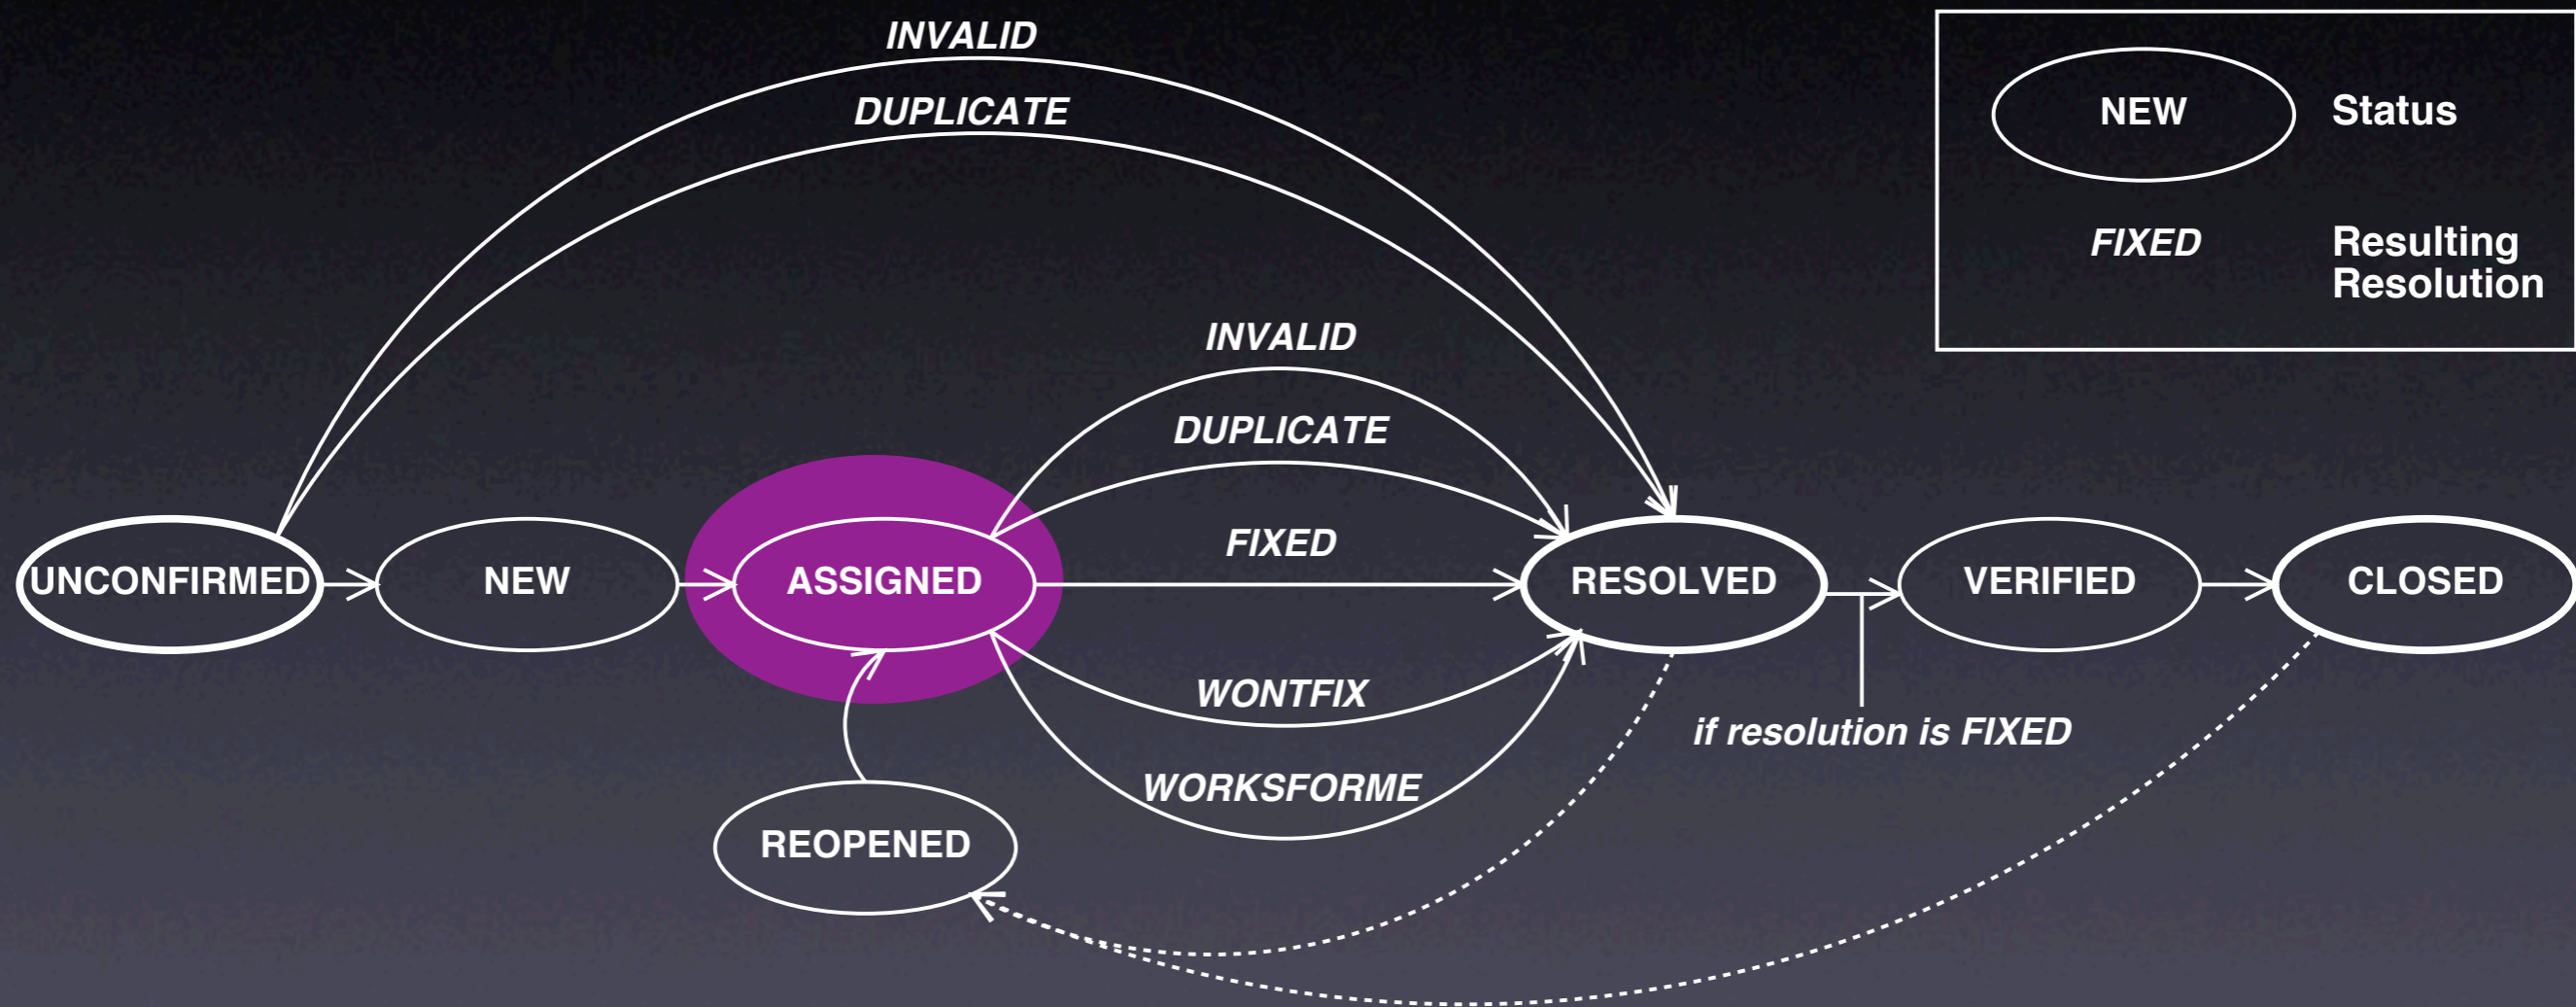 INVALID
DUPLICATE
NEW
Status
FIXED
Resulting
Resolution
INVALID
DUPLICATE
FIXED
UNCONFIRMED
NEW
ASSIGNED
RESOLVED
VERIFIED
CLOSED
WONTFIX
if resolution is FIXED
WORKSFORME
REOPENED